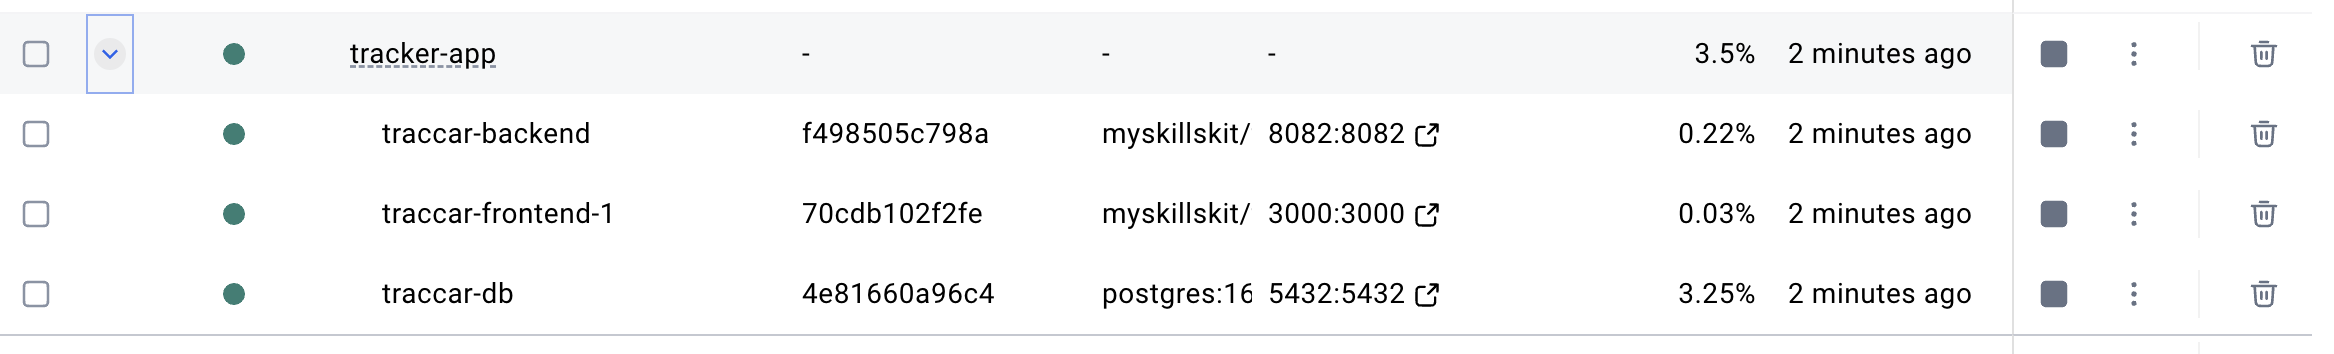 tracker-app - - - 3.5% 2 minutes ago
traccar-backend f498505c798a myskillskit/ 8082:8082 0.22% 2 minutes ago
traccar-frontend-1 70cdb102f2fe myskillskit/ 3000:3000 0.03% 2 minutes ago
traccar-db 4e81660a96c4 postgres:16 5432:5432 3.25% 2 minutes ago